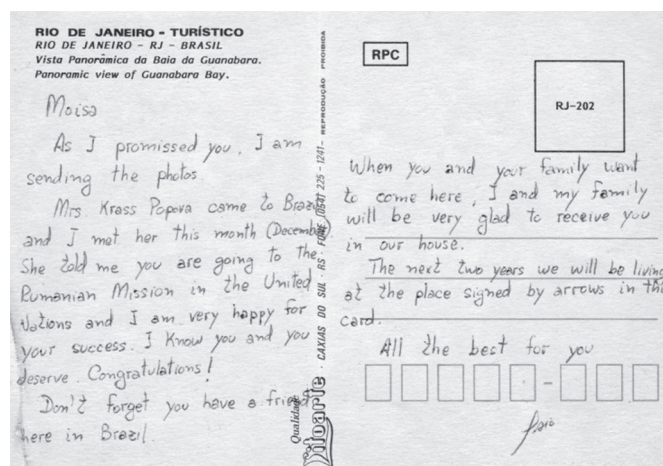 RIO DE JANEIRO - TURÍSTICO
RIO DE JANEIRO - RJ - BRASIL
Vista Panorâmica da Baia da Guanabara.
Panoramic view of Guanabara Bay.
Moisa
As I promissed you, I am
sending the photos.
Mrs. Krass Popova came to Brazil
and I met her this month (December).
She told me you are going to the
Rumanian Mission in the United
Nations and I am very happy for
your success. I know you and you
deserve. Congratulations!
Don't forget you have a friend
here in Brazil.
Qualidade
CAXIAS DO SUL - RS - FONE (054) 225-1241 - REPRODUÇÃO PROIBIDA
RPC
RJ-202
When you and your family want
to come here, I and my family
will be very glad to receive you
in our house.
The next two years we will be living
at the place signed by arrows in this
card.
All the best for you